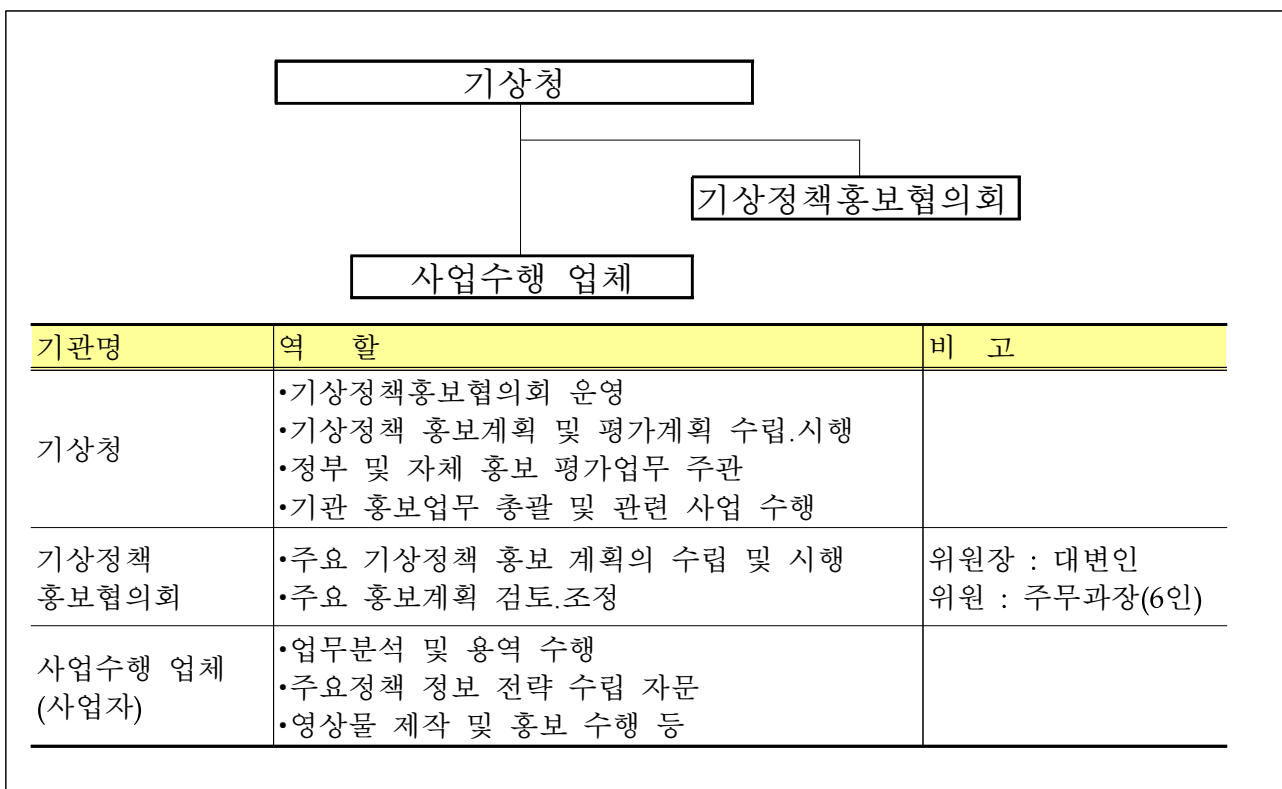 기상청
기상정책홍보협의회
사업수행 업체
기관명 역 할 비 고
기상청
•기상정책홍보협의회 운영
•기상정책 홍보계획 및 평가계획 수립.시행
•정부 및 자체 홍보 평가업무 주관
•기관 홍보업무 총괄 및 관련 사업 수행
기상정책
홍보협의회
•주요 기상정책 홍보 계획의 수립 및 시행
•주요 홍보계획 검토.조정
위원장 : 대변인
위원 : 주무과장(6인)
사업수행 업체
(사업자)
•업무분석 및 용역 수행
•주요정책 정보 전략 수립 자문
•영상물 제작 및 홍보 수행 등